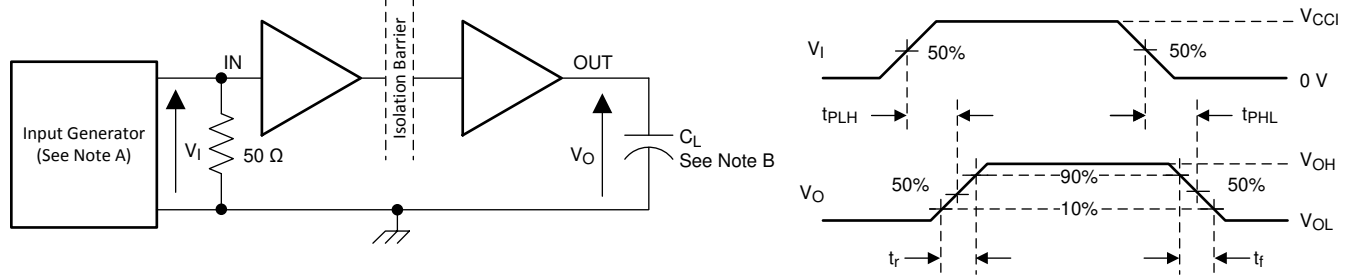 Input Generator
(See Note A)
V_I
IN
50 Ω
Isolation Barrier
OUT
V_O
C_L
See Note B
V_I
50%
50%
V_CCI
0 V
t_PLH
t_PHL
V_O
50%
90%
50%
10%
V_OH
V_OL
t_r
t_f